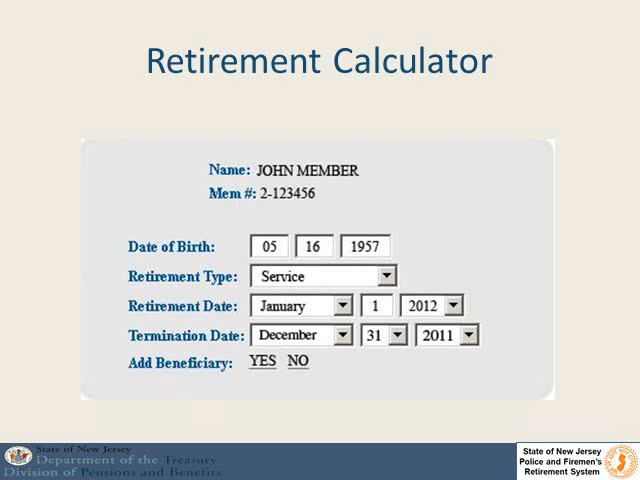 Retirement Calculator
Name: JOHN MEMBER
Mem #: 2-123456
Date of Birth: 05 16 1957
Retirement Type: Service
Retirement Date: January 1 2012
Termination Date: December 31 2011
Add Beneficiary: YES NO
State of New Jersey
Department of the Treasury
Division of Pensions and Benefits
State of New Jersey
Police and Firemen's
Retirement System